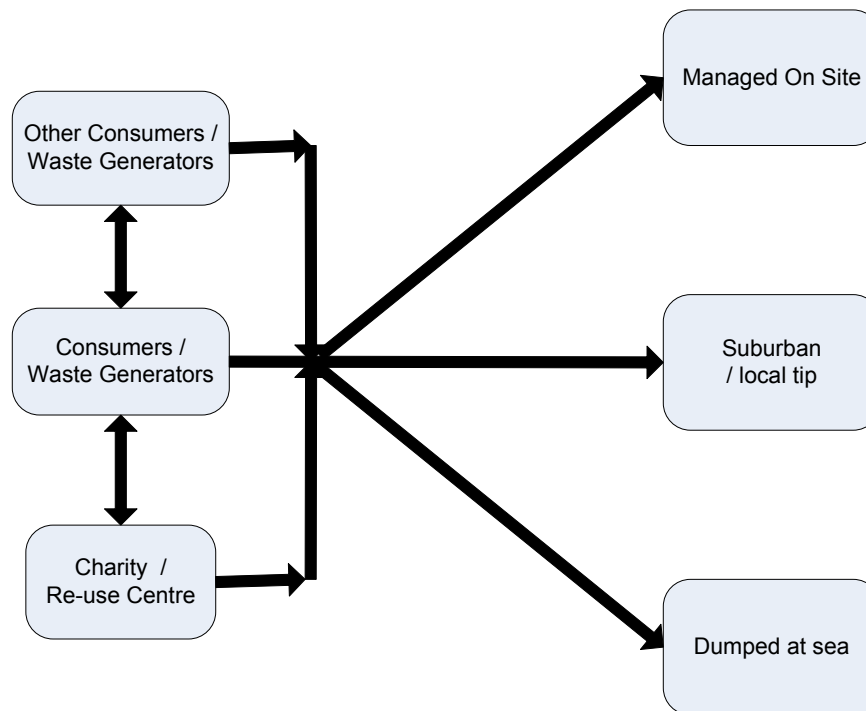 Other Consumers /
Waste Generators
Consumers /
Waste Generators
Charity /
Re-use Centre
Managed On Site
Suburban
/ local tip
Dumped at sea